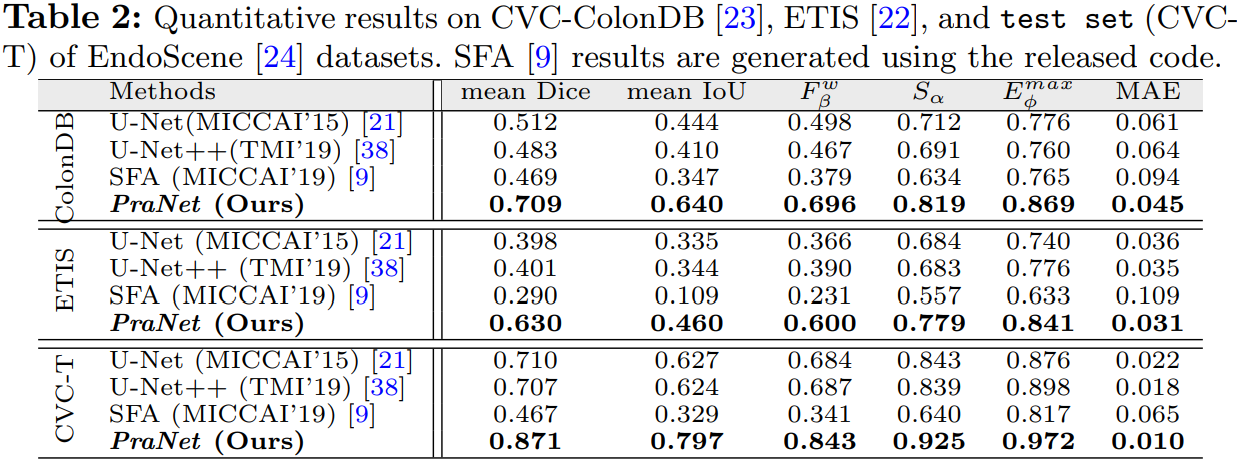 Table 2: Quantitative results on CVC-ColonDB [23], ETIS [22], and test set (CVC-
T) of EndoScene [24] datasets. SFA [9] results are generated using the released code.
Methods mean Dice mean IoU F_β^w S_α E_ϕ^max MAE
ColonDB
U-Net(MICCAI'15) [21] 0.512 0.444 0.498 0.712 0.776 0.061
U-Net++(TMI'19) [38] 0.483 0.410 0.467 0.691 0.760 0.064
SFA (MICCAI'19) [9] 0.469 0.347 0.379 0.634 0.765 0.094
PraNet (Ours) 0.709 0.640 0.696 0.819 0.869 0.045
ETIS
U-Net (MICCAI'15) [21] 0.398 0.335 0.366 0.684 0.740 0.036
U-Net++ (TMI'19) [38] 0.401 0.344 0.390 0.683 0.776 0.035
SFA (MICCAI'19) [9] 0.290 0.109 0.231 0.557 0.633 0.109
PraNet (Ours) 0.630 0.460 0.600 0.779 0.841 0.031
CVC-T
U-Net (MICCAI'15) [21] 0.710 0.627 0.684 0.843 0.876 0.022
U-Net++ (TMI'19) [38] 0.707 0.624 0.687 0.839 0.898 0.018
SFA (MICCAI'19) [9] 0.467 0.329 0.341 0.640 0.817 0.065
PraNet (Ours) 0.871 0.797 0.843 0.925 0.972 0.010